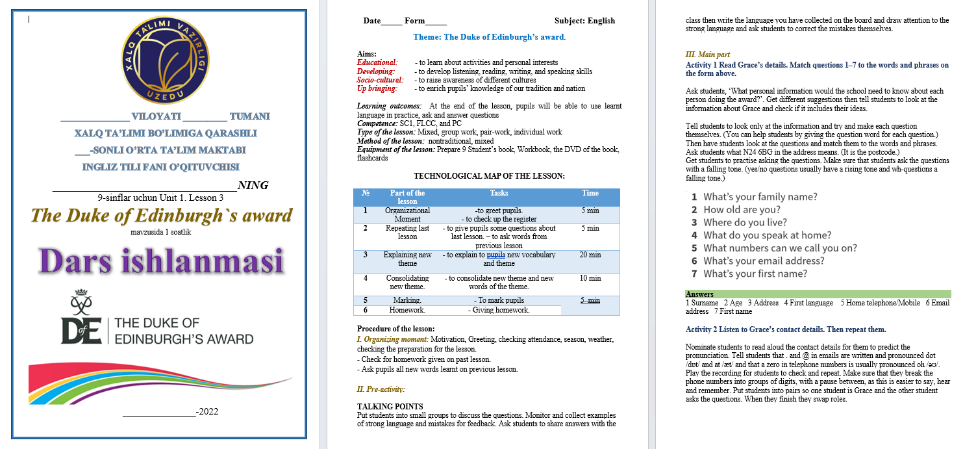 XALQ TA'LIMI VAZIRLIGI
UZEDU
____________ VILOYATI ________ TUMANI
XALQ TA'LIMI BO'LIMIGA QARASHLI
___-SONLI O'RTA TA'LIM MAKTABI
INGLIZ TILI FANI O'QITUVCHISI
____________________________NING
9-sinflar uchun Unit 1. Lesson 3
The Duke of Edinburgh`s award
mavzusida 1 soatlik
Dars ishlanmasi
DofE
THE DUKE OF
EDINBURGH'S AWARD
_____________-2022
Date_____ Form____ Subject: English
Theme: The Duke of Edinburgh's award.
Aims:
Educational: - to learn about activities and personal interests
Developing: - to develop listening, reading, writing, and speaking skills
Socio-cultural: - to raise awareness of different cultures
Up bringing: - to enrich pupils' knowledge of our tradition and nation
Learning outcomes: At the end of the lesson, pupils will be able to use learnt
language in practice, ask and answer questions
Competence: SC1, FLCC, and PC
Type of the lesson: Mixed, group work, pair-work, individual work
Method of the lesson: nontraditional, mixed
Equipment of the lesson: Prepare 9 Student's book, Workbook, the DVD of the book,
flashcards
TECHNOLOGICAL MAP OF THE LESSON:
№ Part of the lesson Tasks Time
1 Organizational Moment -to greet pupils. - to check up the register 5 min
2 Repeating last lesson - to give pupils some questions about last lesson. – to ask words from previous lesson 5 min
3 Explaining new theme - to explain to pupils new vocabulary and theme 20 min
4 Consolidating new theme. - to consolidate new theme and new words of the theme. 10 min
5 Marking. - To mark pupils 5 min
6 Homework. - Giving homework.
Procedure of the lesson:
I. Organizing moment: Motivation, Greeting, checking attendance, season, weather,
checking the preparation for the lesson.
- Check for homework given on past lesson.
- Ask pupils all new words learnt on previous lesson.
II. Pre-activity:
TALKING POINTS
Put students into small groups to discuss the questions. Monitor and collect examples
of strong language and mistakes for feedback. Ask students to share answers with the
class then write the language you have collected on the board and draw attention to the
strong language and ask students to correct the mistakes themselves.
III. Main part
Activity 1 Read Grace's details. Match questions 1–7 to the words and phrases on
the form above.
Ask students, 'What personal information would the school need to know about each
person doing the award?'. Get different suggestions then tell students to look at the
information about Grace and check if it includes their ideas.
Tell students to look only at the information and try and make each question
themselves. (You can help students by giving the question word for each question.)
Then have students look at the questions and match them to the words and phrases.
Ask students what N24 6BG in the address means. (It is the postcode.)
Get students to practise asking the questions. Make sure that students ask the questions
with a falling tone. (yes/no questions usually have a rising tone and wh-questions a
falling tone.)
1 What's your family name?
2 How old are you?
3 Where do you live?
4 What do you speak at home?
5 What numbers can we call you on?
6 What's your email address?
7 What's your first name?
Answers
1 Surname 2 Age 3 Address 4 First language 5 Home telephone/Mobile 6 Email
address 7 First name
Activity 2 Listen to Grace's contact details. Then repeat them.
Nominate students to read aloud the contact details for them to predict the
pronunciation. Tell students that . and @ in emails are written and pronounced dot
/dɒt/ and at /æt/ and that a zero in telephone numbers is usually pronounced oh /əʊ/.
Play the recording for students to check and repeat. Make sure that they break the
phone numbers into groups of digits, with a pause between, as this is easier to say, hear
and remember. Put students into pairs so one student is Grace and the other student
asks the questions. When they finish they swap roles.